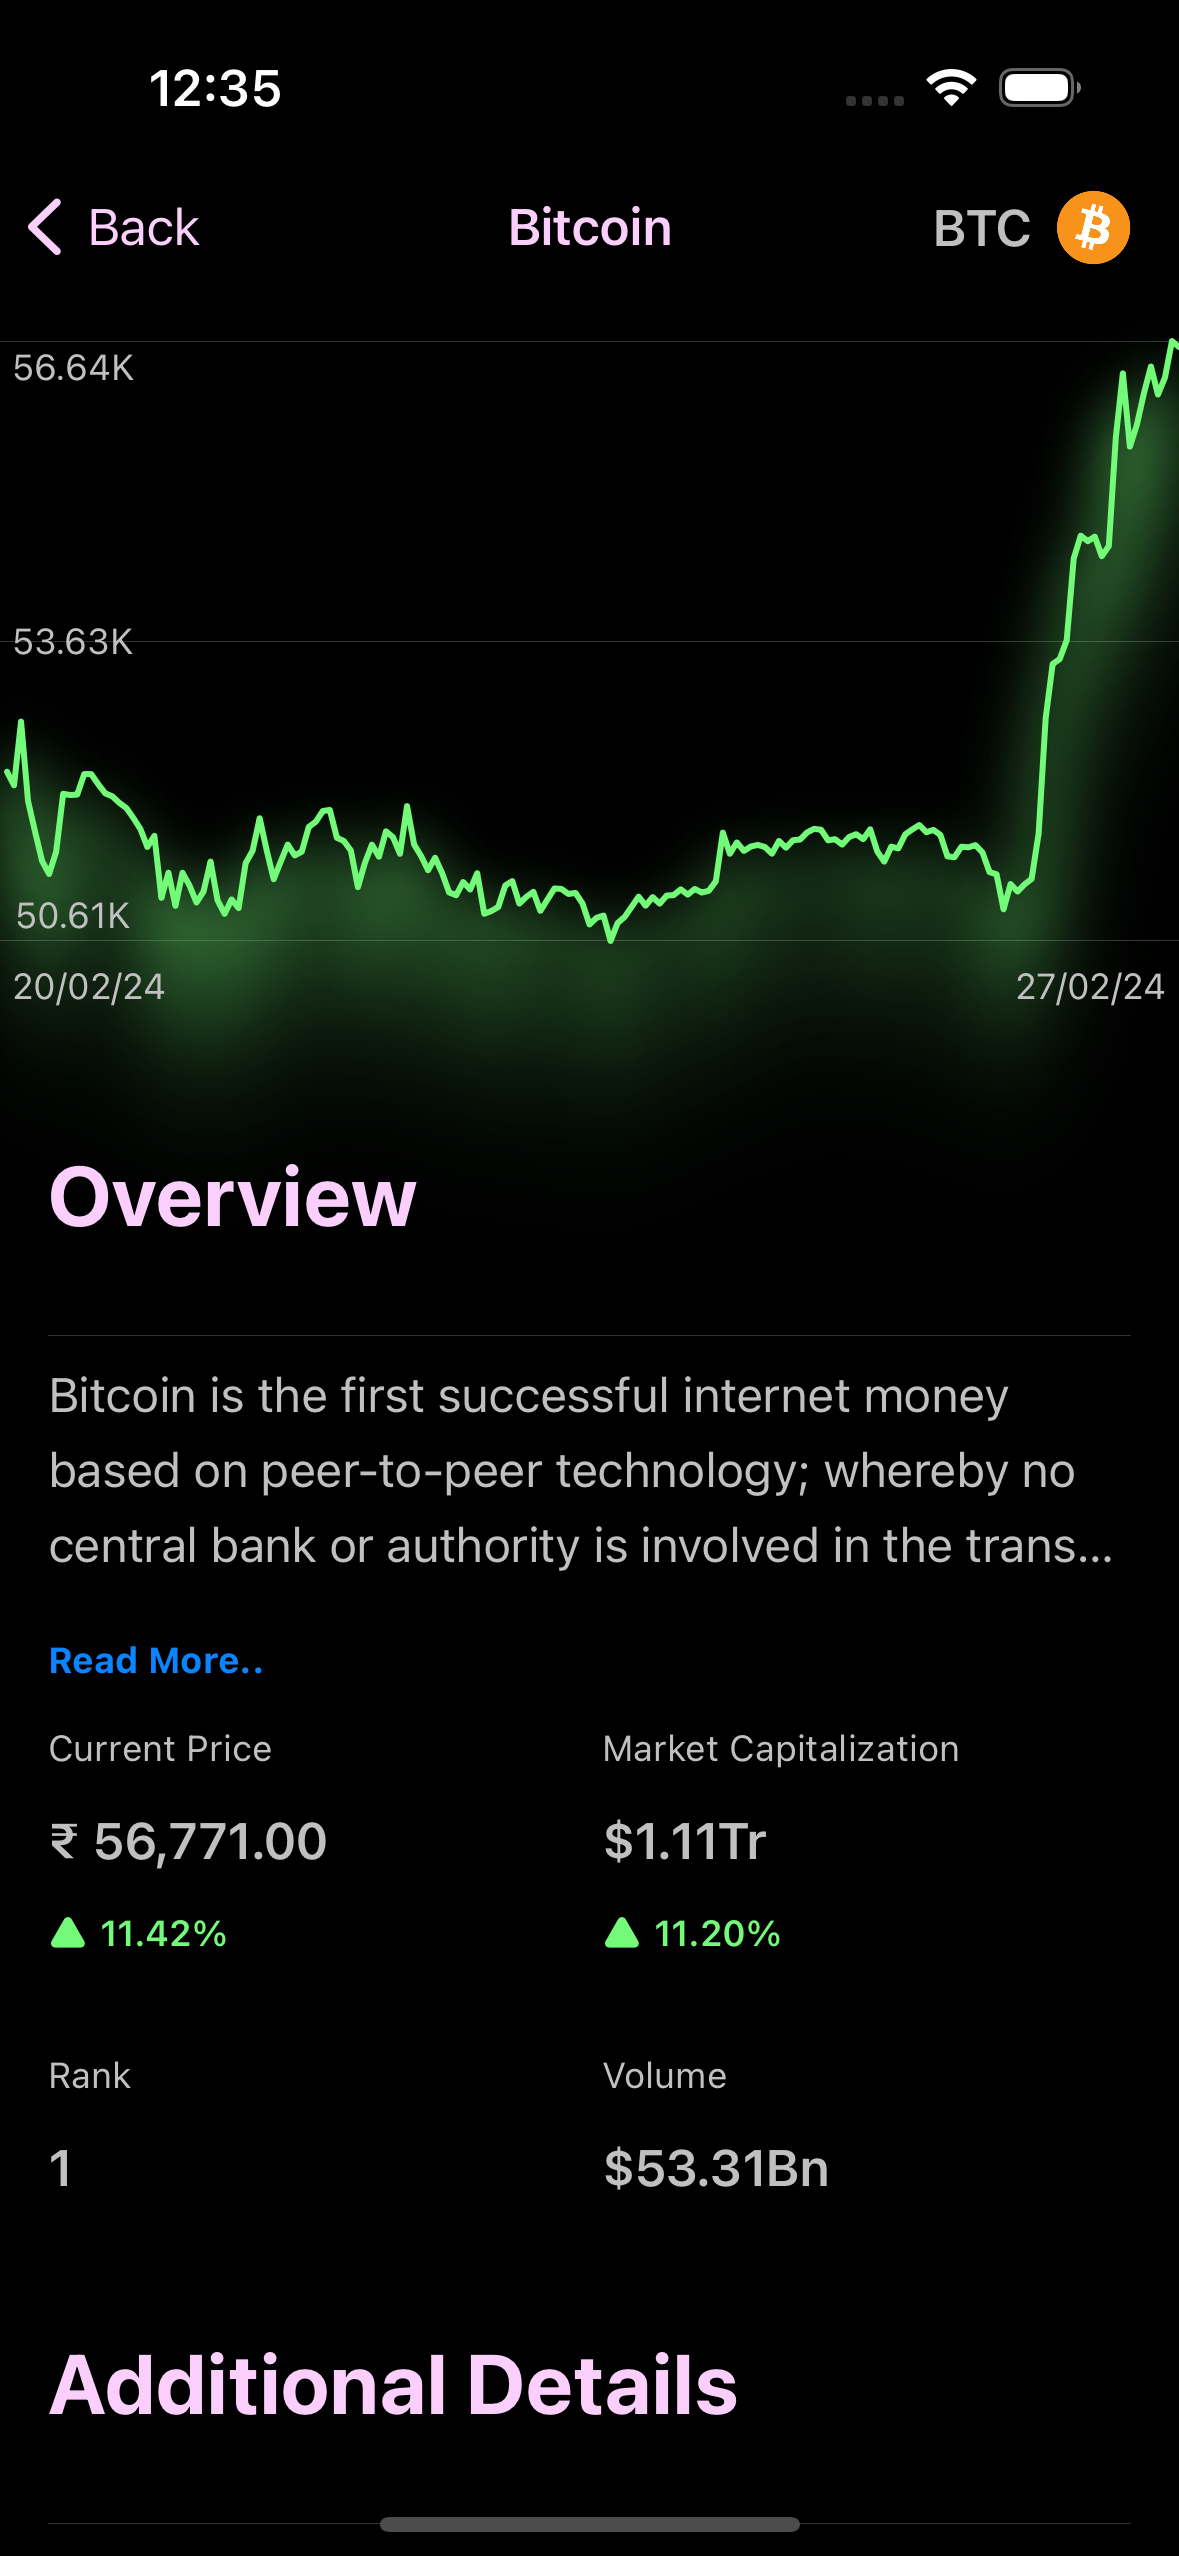 12:35
Back
Bitcoin
BTC
56.64K
53.63K
50.61K
20/02/24
27/02/24
Overview
Bitcoin is the first successful internet money
based on peer-to-peer technology; whereby no
central bank or authority is involved in the trans...
Read More..
Current Price
Market Capitalization
₹ 56,771.00
$1.11Tr
11.42%
11.20%
Rank
Volume
1
$53.31Bn
Additional Details